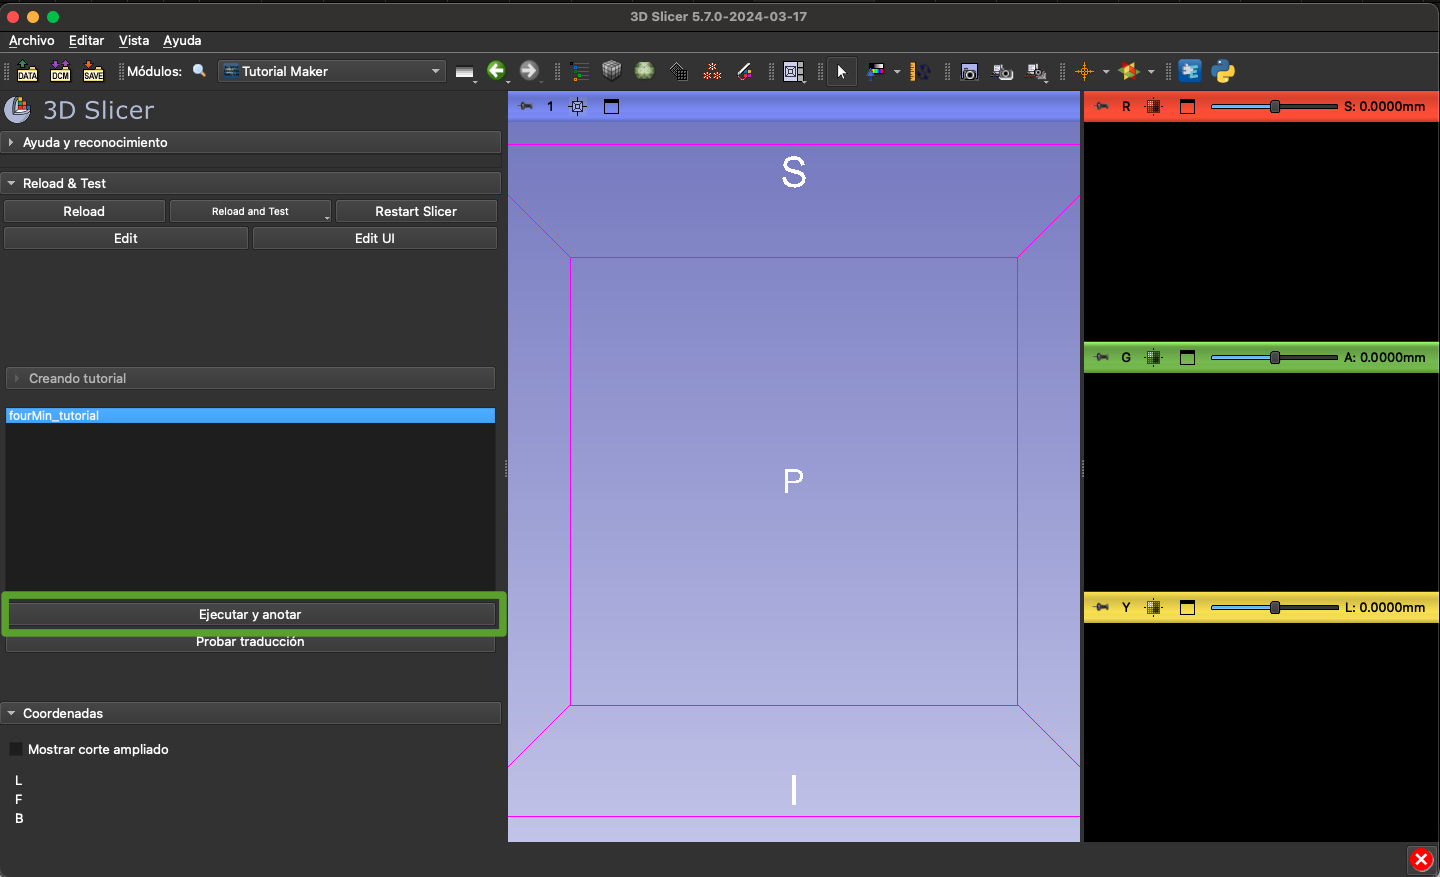 3D Slicer 5.7.0-2024-03-17
Archivo Editar Vista Ayuda
DATA DCM SAVE Módulos: Tutorial Maker
3D Slicer
Ayuda y reconocimiento
Reload & Test
Reload Reload and Test Restart Slicer
Edit Edit UI
Creando tutorial
fourMin_tutorial
Ejecutar y anotar
Probar traducción
Coordenadas
Mostrar corte ampliado
L
F
B
1
S
P
I
R S: 0.0000mm
G A: 0.0000mm
Y L: 0.0000mm